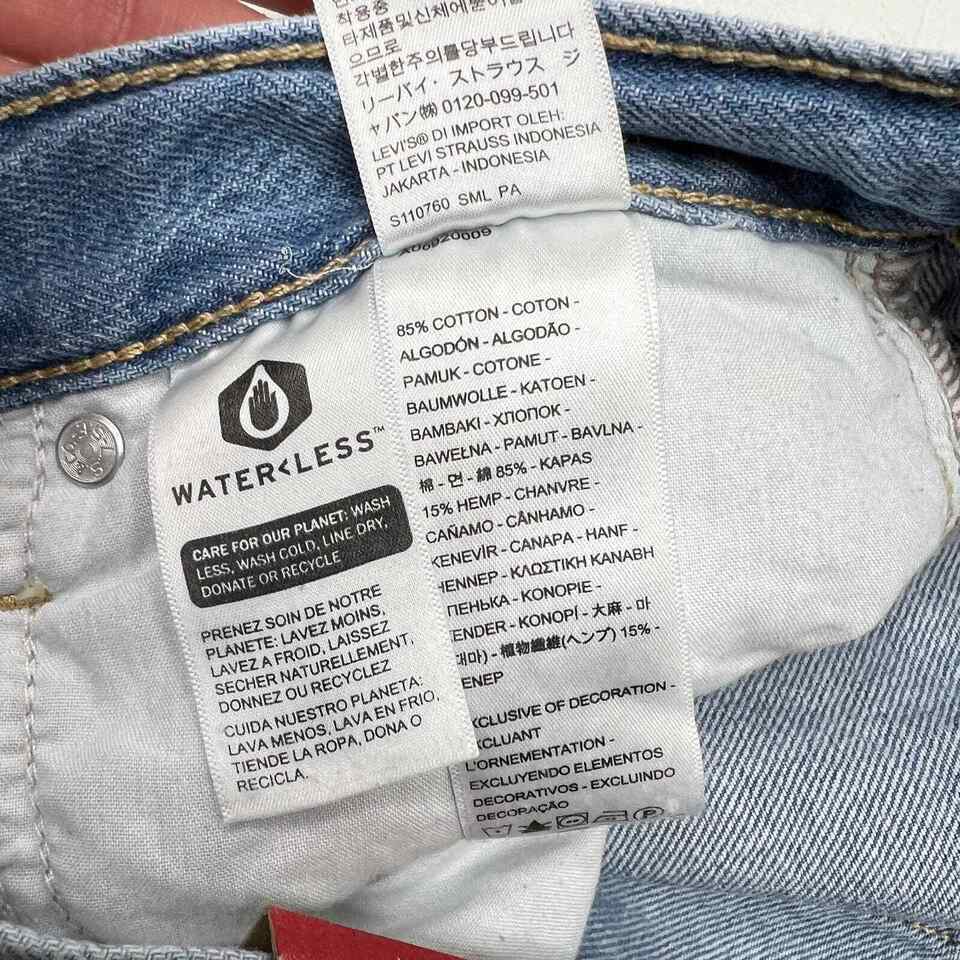 착용중
타제품및신체에묻어날
으므로
각별한주의를당부드립니다
リーバイ・ストラウス ジ
ャパン㈱ 0120-099-501
LEVI'S® DI IMPORT OLEH:
PT LEVI STRAUSS INDONESIA
JAKARTA - INDONESIA
S110760 SML PA
WATER<LESS™
CARE FOR OUR PLANET: WASH
LESS, WASH COLD, LINE DRY,
DONATE OR RECYCLE
PRENEZ SOIN DE NOTRE
PLANETE: LAVEZ MOINS,
LAVEZ A FROID, LAISSEZ
SECHER NATURELLEMENT,
DONNEZ OU RECYCLEZ
CUIDA NUESTRO PLANETA:
LAVA MENOS, LAVA EN FRIO,
TIENDE LA ROPA, DONA O
RECICLA.
85% COTTON - COTON -
ALGODÓN - ALGODÃO -
PAMUK - COTONE -
BAUMWOLLE - KATOEN -
BAMBAKI - ХЛОПОК -
BAWEŁNA - PAMUT - BAVLNA -
棉 - 면 - 綿 85% - KAPAS
15% HEMP - CHANVRE -
CAÑAMO - CÂNHAMO -
KENEVİR - CANAPA - HANF -
HENNEP - ΚΛΩΣΤΙΚΗ ΚΑΝΑΒΗ
ПЕНЬКА - KONOPIE -
ENDER - KONOPÍ - 大麻 - 마
(대마) - 植物繊維(ヘンプ) 15% -
ENEP
XCLUSIVE OF DECORATION -
XCLUANT
L'ORNEMENTATION -
EXCLUYENDO ELEMENTOS
DECORATIVOS - EXCLUINDO
DECORAÇÃO